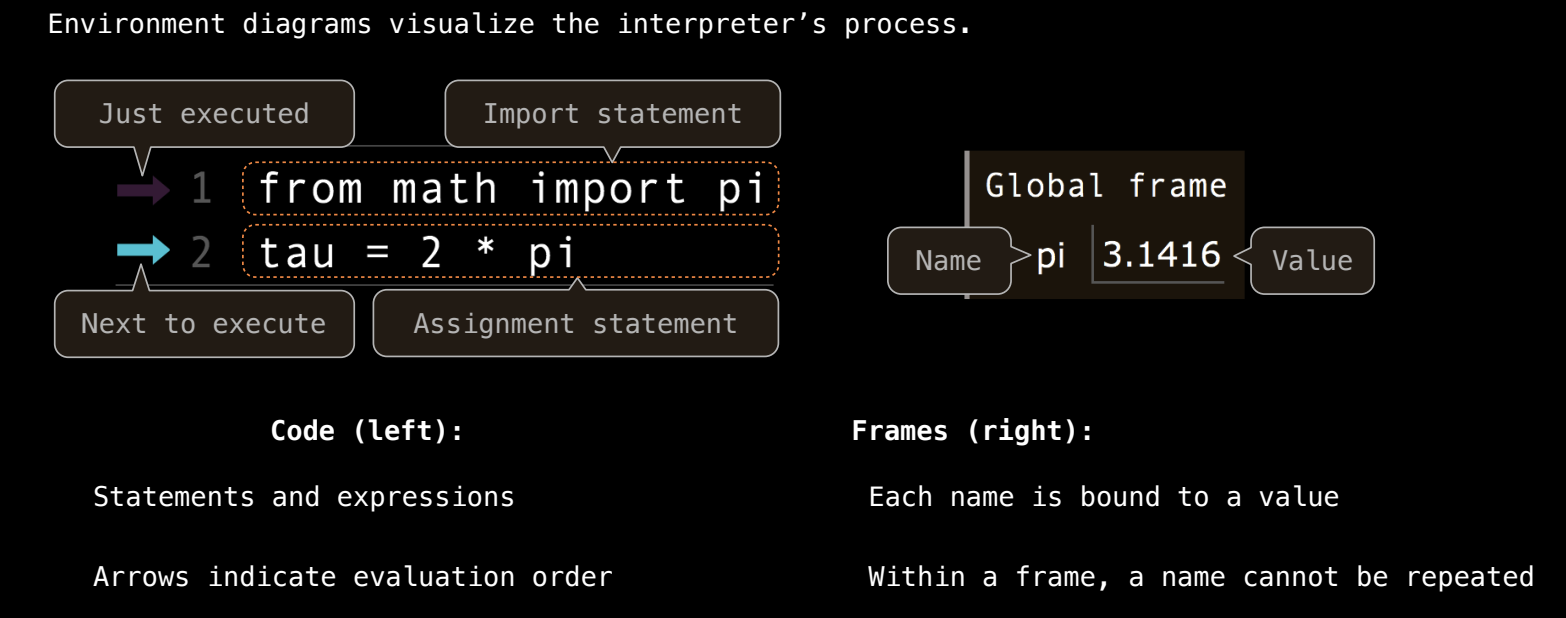 Environment diagrams visualize the interpreter’s process.
Just executed
Import statement
1 from math import pi
2 tau = 2 * pi
Next to execute
Assignment statement
Global frame
Name
pi 3.1416
Value
Code (left):
Statements and expressions
Arrows indicate evaluation order
Frames (right):
Each name is bound to a value
Within a frame, a name cannot be repeated